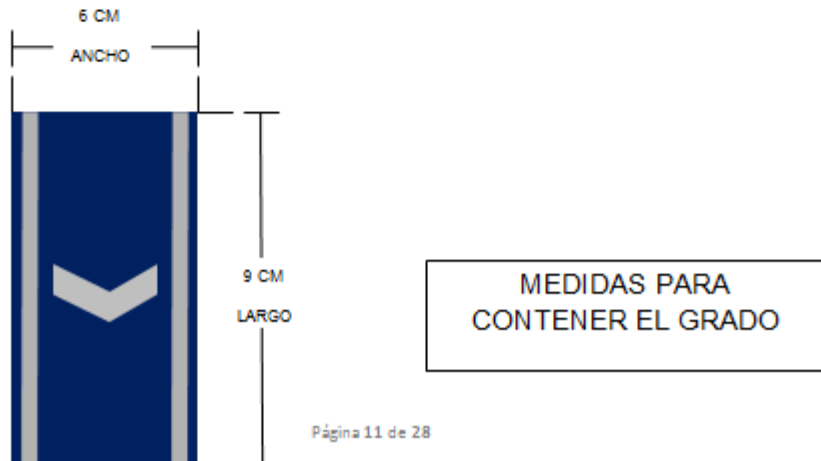 6 CM
ANCHO
9 CM
LARGO
MEDIDAS PARA
CONTENER EL GRADO
Página 11 de 28